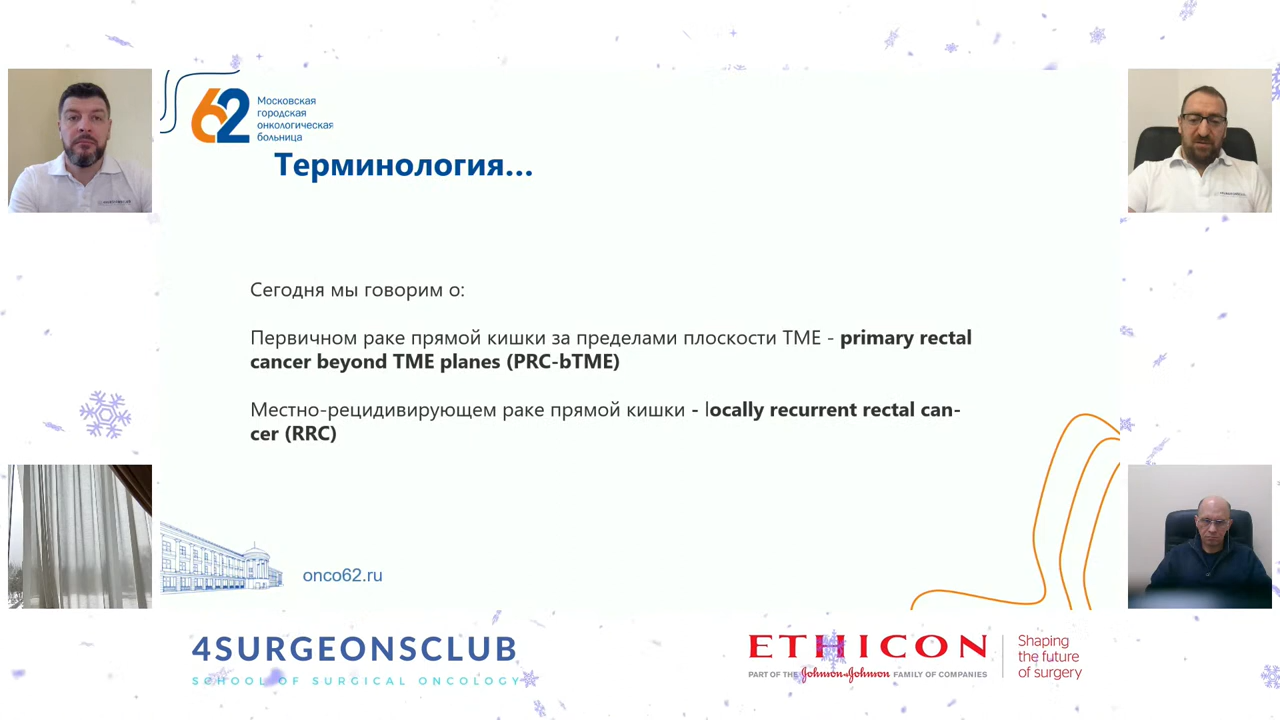 62
Московская
городская
онкологическая
больница
Терминология...
Сегодня мы говорим о:
Первичном раке прямой кишки за пределами плоскости TME - primary rectal
cancer beyond TME planes (PRC-bTME)
Местно-рецидивирующем раке прямой кишки - locally recurrent rectal can-
cer (RRC)
onco62.ru
4SURGEONSCLUB
SCHOOL OF SURGICAL ONCOLOGY
ETHICON
PART OF THE Johnson & Johnson FAMILY OF COMPANIES
Shaping
the future
of surgery